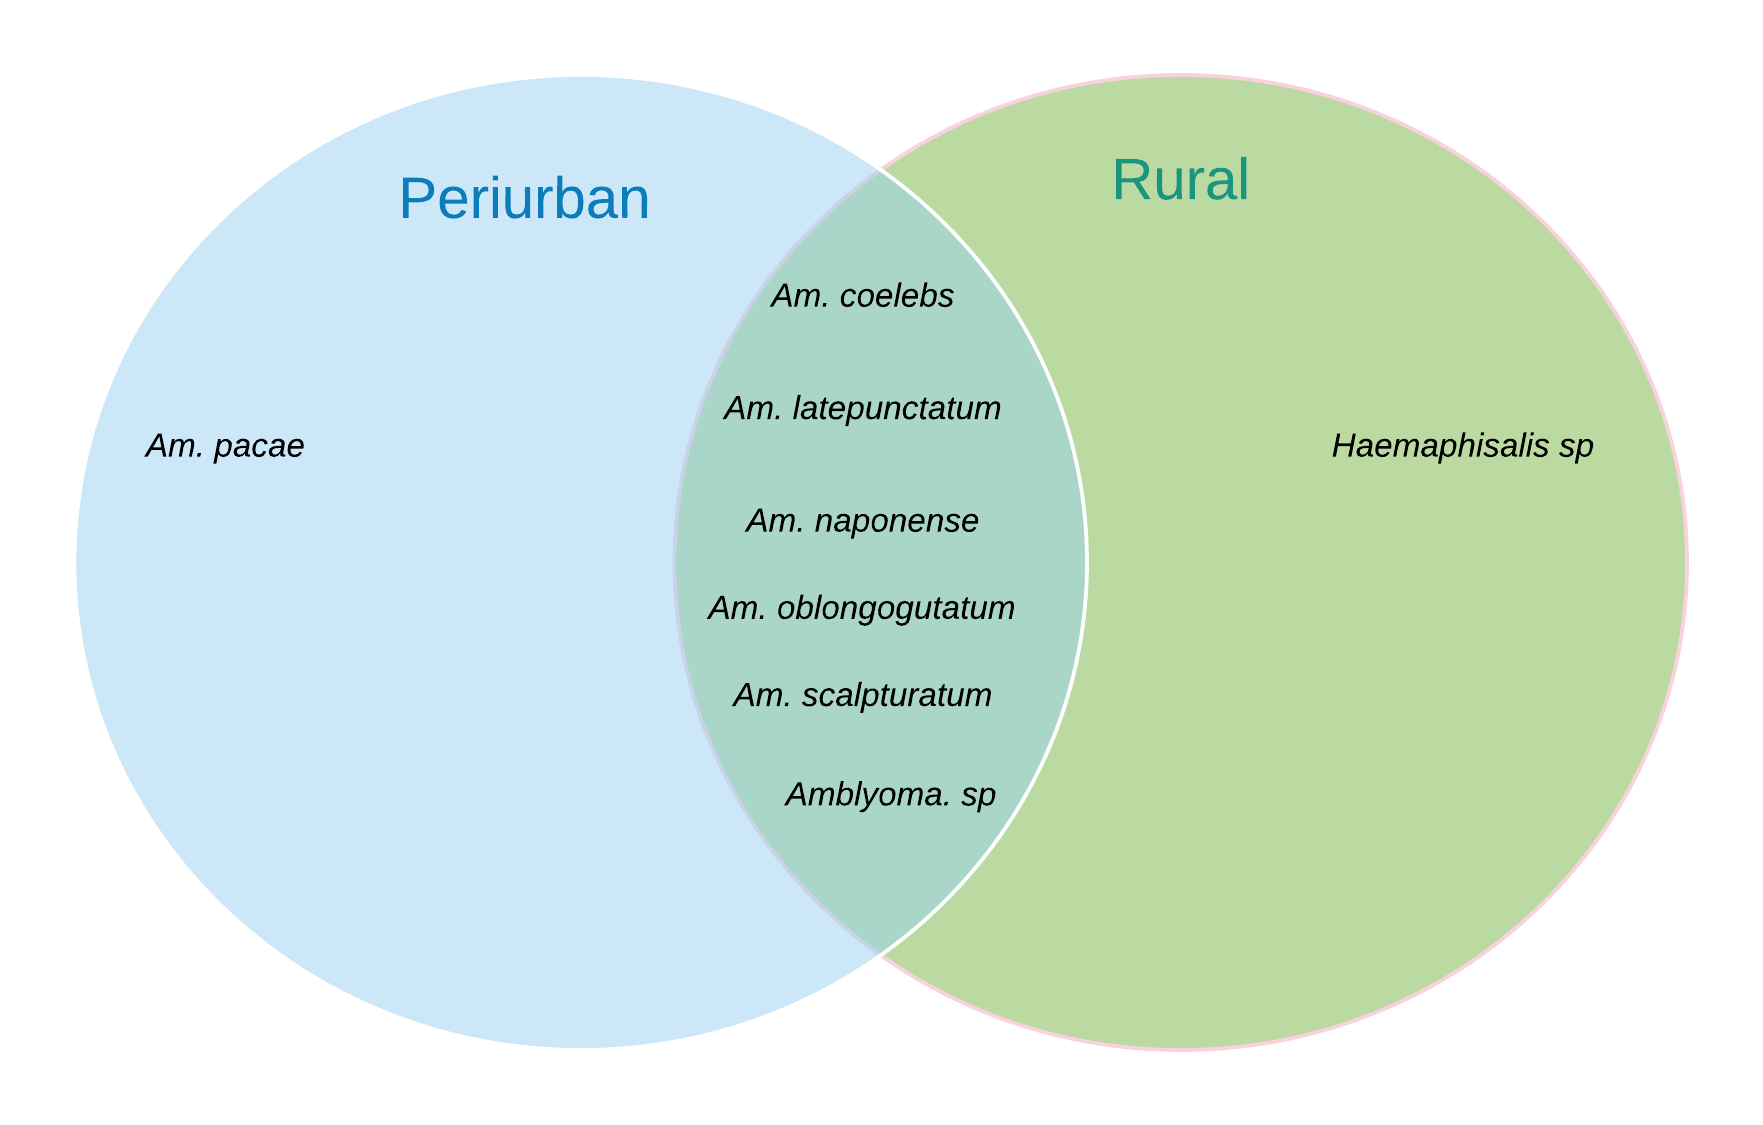 Periurban
Rural
Am. coelebs
Am. latepunctatum
Am. pacae
Haemaphisalis sp
Am. naponense
Am. oblongogutatum
Am. scalpturatum
Amblyoma. sp